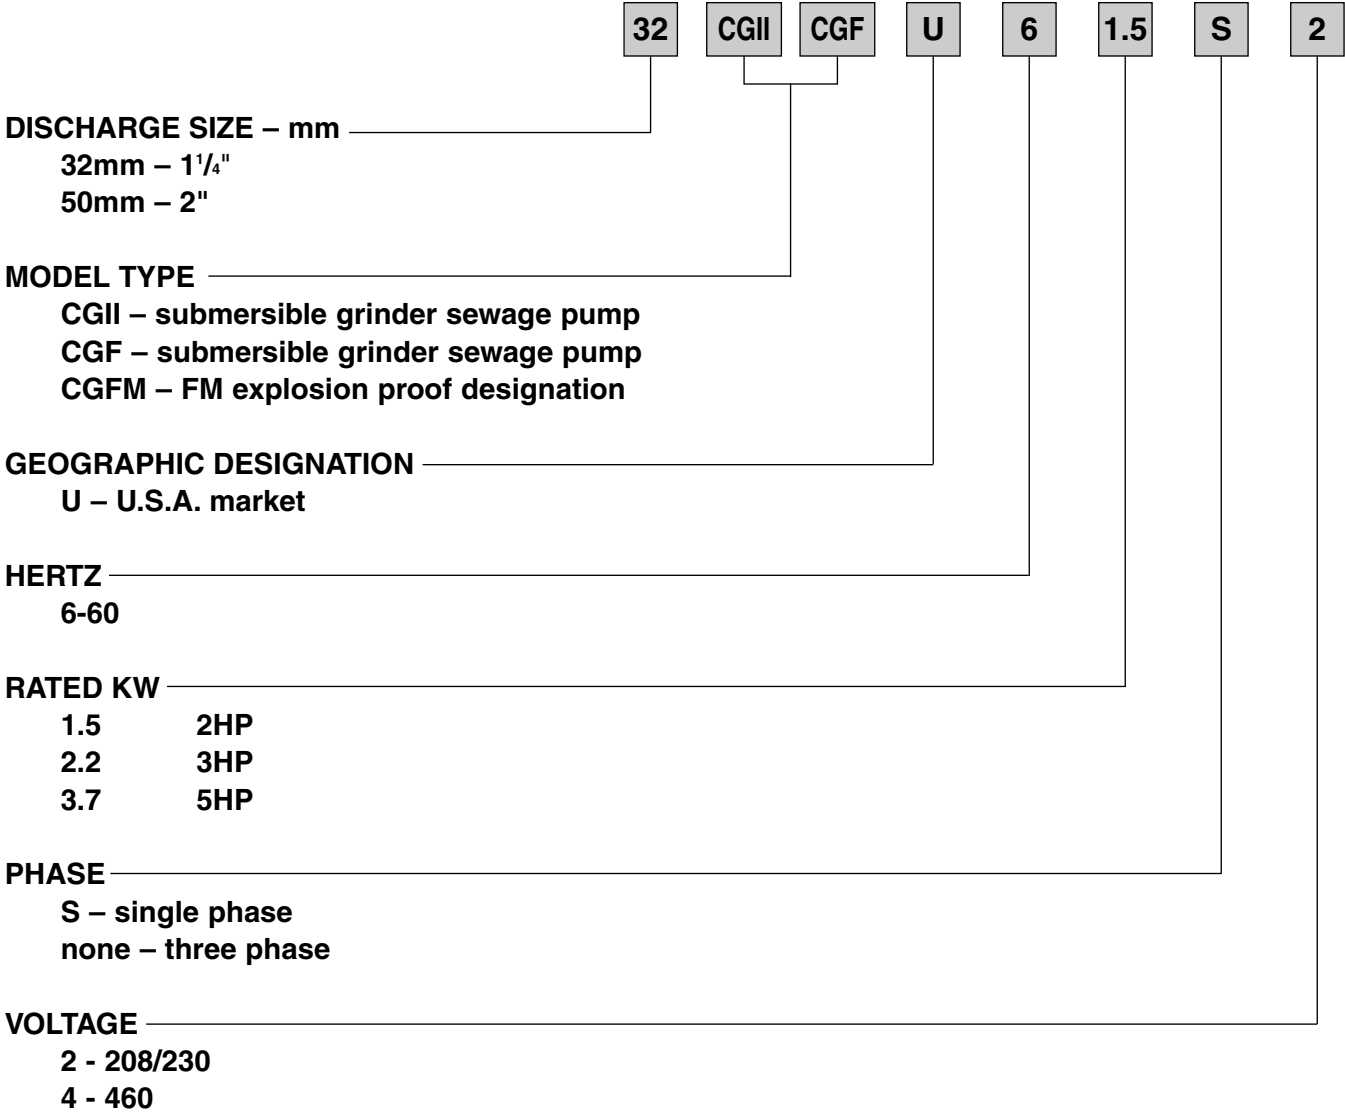 32 CGII CGF U 6 1.5 S 2
DISCHARGE SIZE – mm
32mm – 1 1/4"
50mm – 2"
MODEL TYPE
CGII – submersible grinder sewage pump
CGF – submersible grinder sewage pump
CGFM – FM explosion proof designation
GEOGRAPHIC DESIGNATION
U – U.S.A. market
HERTZ
6-60
RATED KW
1.5 2HP
2.2 3HP
3.7 5HP
PHASE
S – single phase
none – three phase
VOLTAGE
2 - 208/230
4 - 460